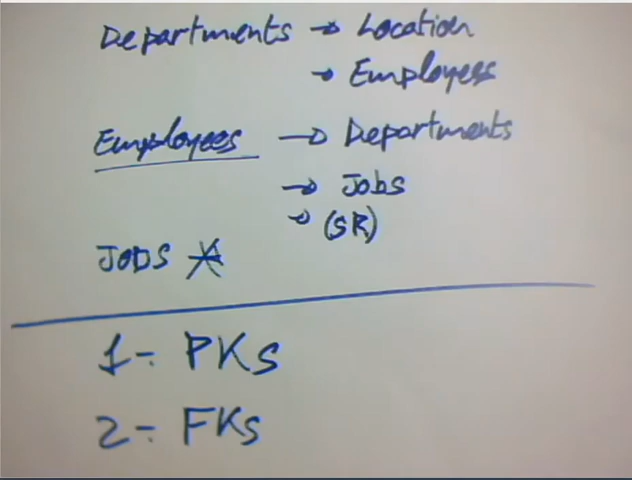 Departments → Location
→ Employees
Employees → Departments
→ Jobs
→ (SR)
JOBS *
1- PKs
2- FKs